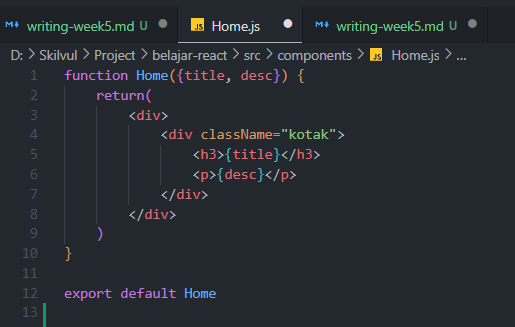 writing-week5.md U
Home.js
writing-week5.md U
D: > Skilvul > Project > belajar-react > src > components > JS Home.js > ...
1 function Home({title, desc}) {
2     return(
3         <div>
4             <div className="kotak">
5                 <h3>{title}</h3>
6                 <p>{desc}</p>
7             </div>
8         </div>
9     )
10 }
11
12 export default Home
13